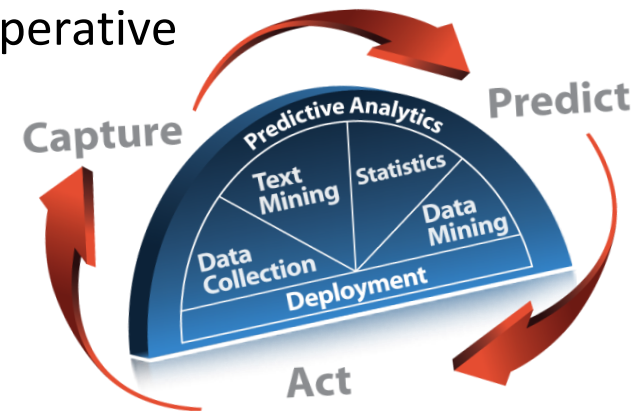 perative
Capture
Predict
Predictive Analytics
Text
Mining
Statistics
Data
Collection
Data
Mining
Deployment
Act